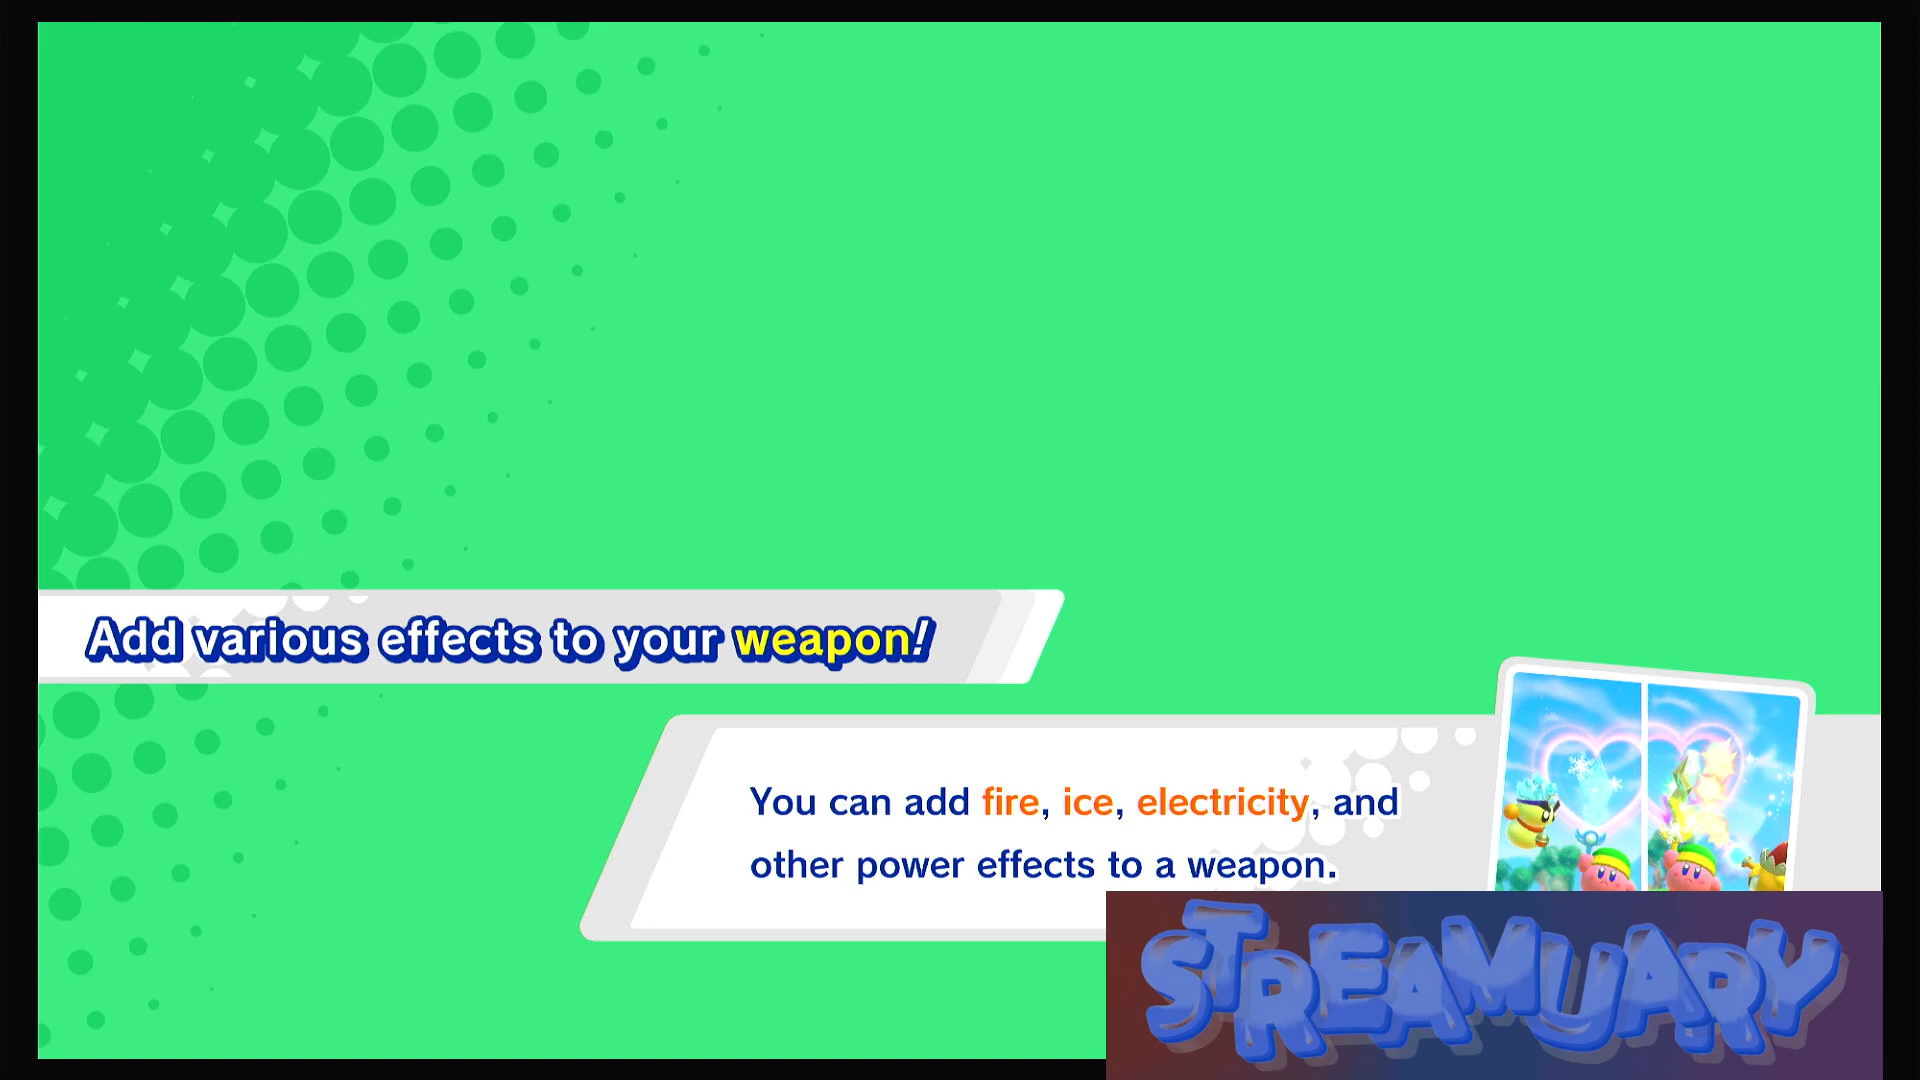 Add various effects to your weapon!
You can add fire, ice, electricity, and
other power effects to a weapon.
STREAMUARY